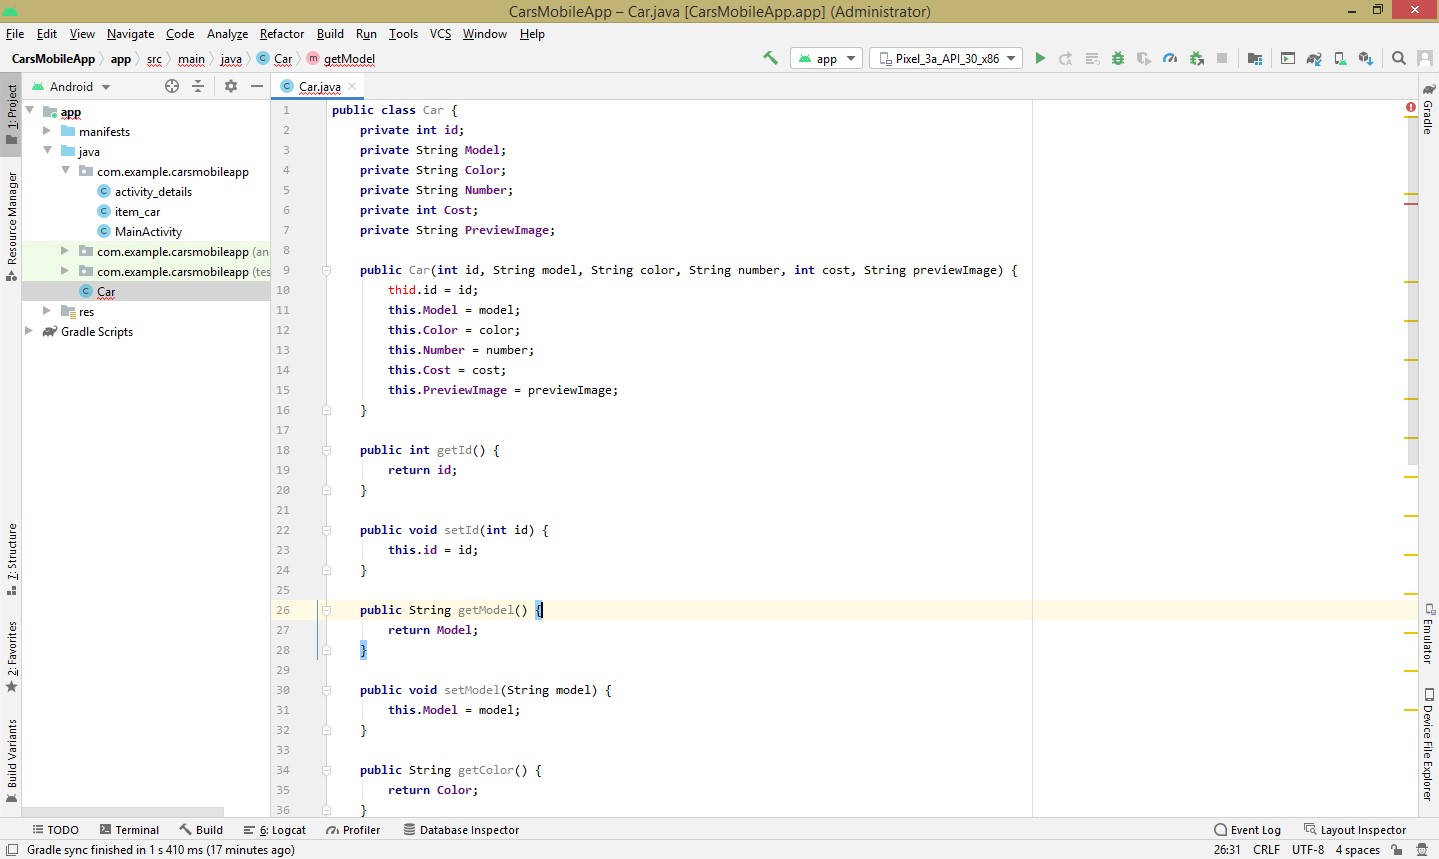 CarsMobileApp – Car.java [CarsMobileApp.app] (Administrator)
File Edit View Navigate Code Analyze Refactor Build Run Tools VCS Window Help
CarsMobileApp app src main java C Car m getModel app Pixel_3a_API_30_x86
Android
C Car.java
1: Project
Resource Manager
7: Structure
2: Favorites
Build Variants
app
manifests
java
com.example.carsmobileapp
C activity_details
C item_car
C MainActivity
com.example.carsmobileapp (an
com.example.carsmobileapp (tes
C Car
res
Gradle Scripts
1 public class Car {
2 private int id;
3 private String Model;
4 private String Color;
5 private String Number;
6 private int Cost;
7 private String PreviewImage;
8
9 public Car(int id, String model, String color, String number, int cost, String previewImage) {
10 thid.id = id;
11 this.Model = model;
12 this.Color = color;
13 this.Number = number;
14 this.Cost = cost;
15 this.PreviewImage = previewImage;
16 }
17
18 public int getId() {
19 return id;
20 }
21
22 public void setId(int id) {
23 this.id = id;
24 }
25
26 public String getModel() {
27 return Model;
28 }
29
30 public void setModel(String model) {
31 this.Model = model;
32 }
33
34 public String getColor() {
35 return Color;
36 }
Gradle
Emulator
Device File Explorer
TODO Terminal Build 6: Logcat Profiler Database Inspector Event Log Layout Inspector
Gradle sync finished in 1 s 410 ms (17 minutes ago) 26:31 CRLF UTF-8 4 spaces